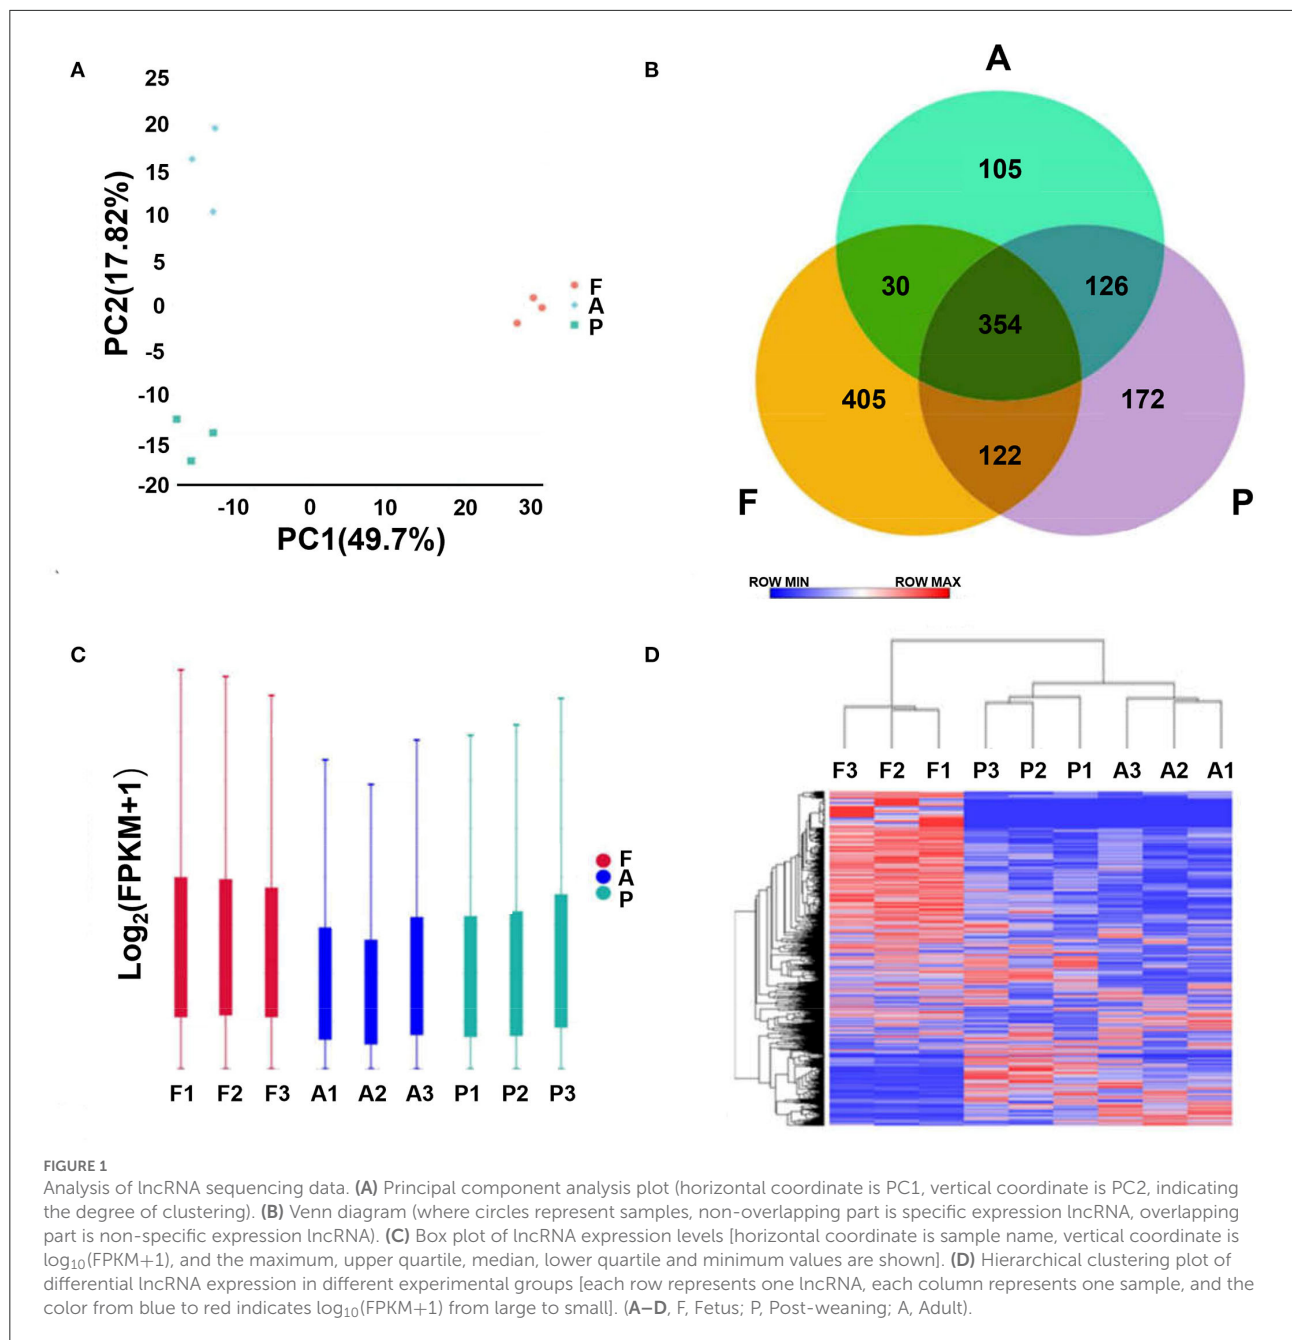 A
25
20
15
10
5
0
-5
-10
-15
-20
PC2(17.82%)
-10 0 10 20 30
PC1(49.7%)
F
A
P
B
A
105
30
126
354
405
172
122
F
P
ROW MIN ROW MAX
C
Log₂(FPKM+1)
F
A
P
F1 F2 F3 A1 A2 A3 P1 P2 P3
D
F3 F2 F1 P3 P2 P1 A3 A2 A1
FIGURE 1
Analysis of lncRNA sequencing data. (A) Principal component analysis plot (horizontal coordinate is PC1, vertical coordinate is PC2, indicating
the degree of clustering). (B) Venn diagram (where circles represent samples, non-overlapping part is specific expression lncRNA, overlapping
part is non-specific expression lncRNA). (C) Box plot of lncRNA expression levels [horizontal coordinate is sample name, vertical coordinate is
log₁₀(FPKM+1), and the maximum, upper quartile, median, lower quartile and minimum values are shown]. (D) Hierarchical clustering plot of
differential lncRNA expression in different experimental groups [each row represents one lncRNA, each column represents one sample, and the
color from blue to red indicates log₁₀(FPKM+1) from large to small]. (A–D, F, Fetus; P, Post-weaning; A, Adult).